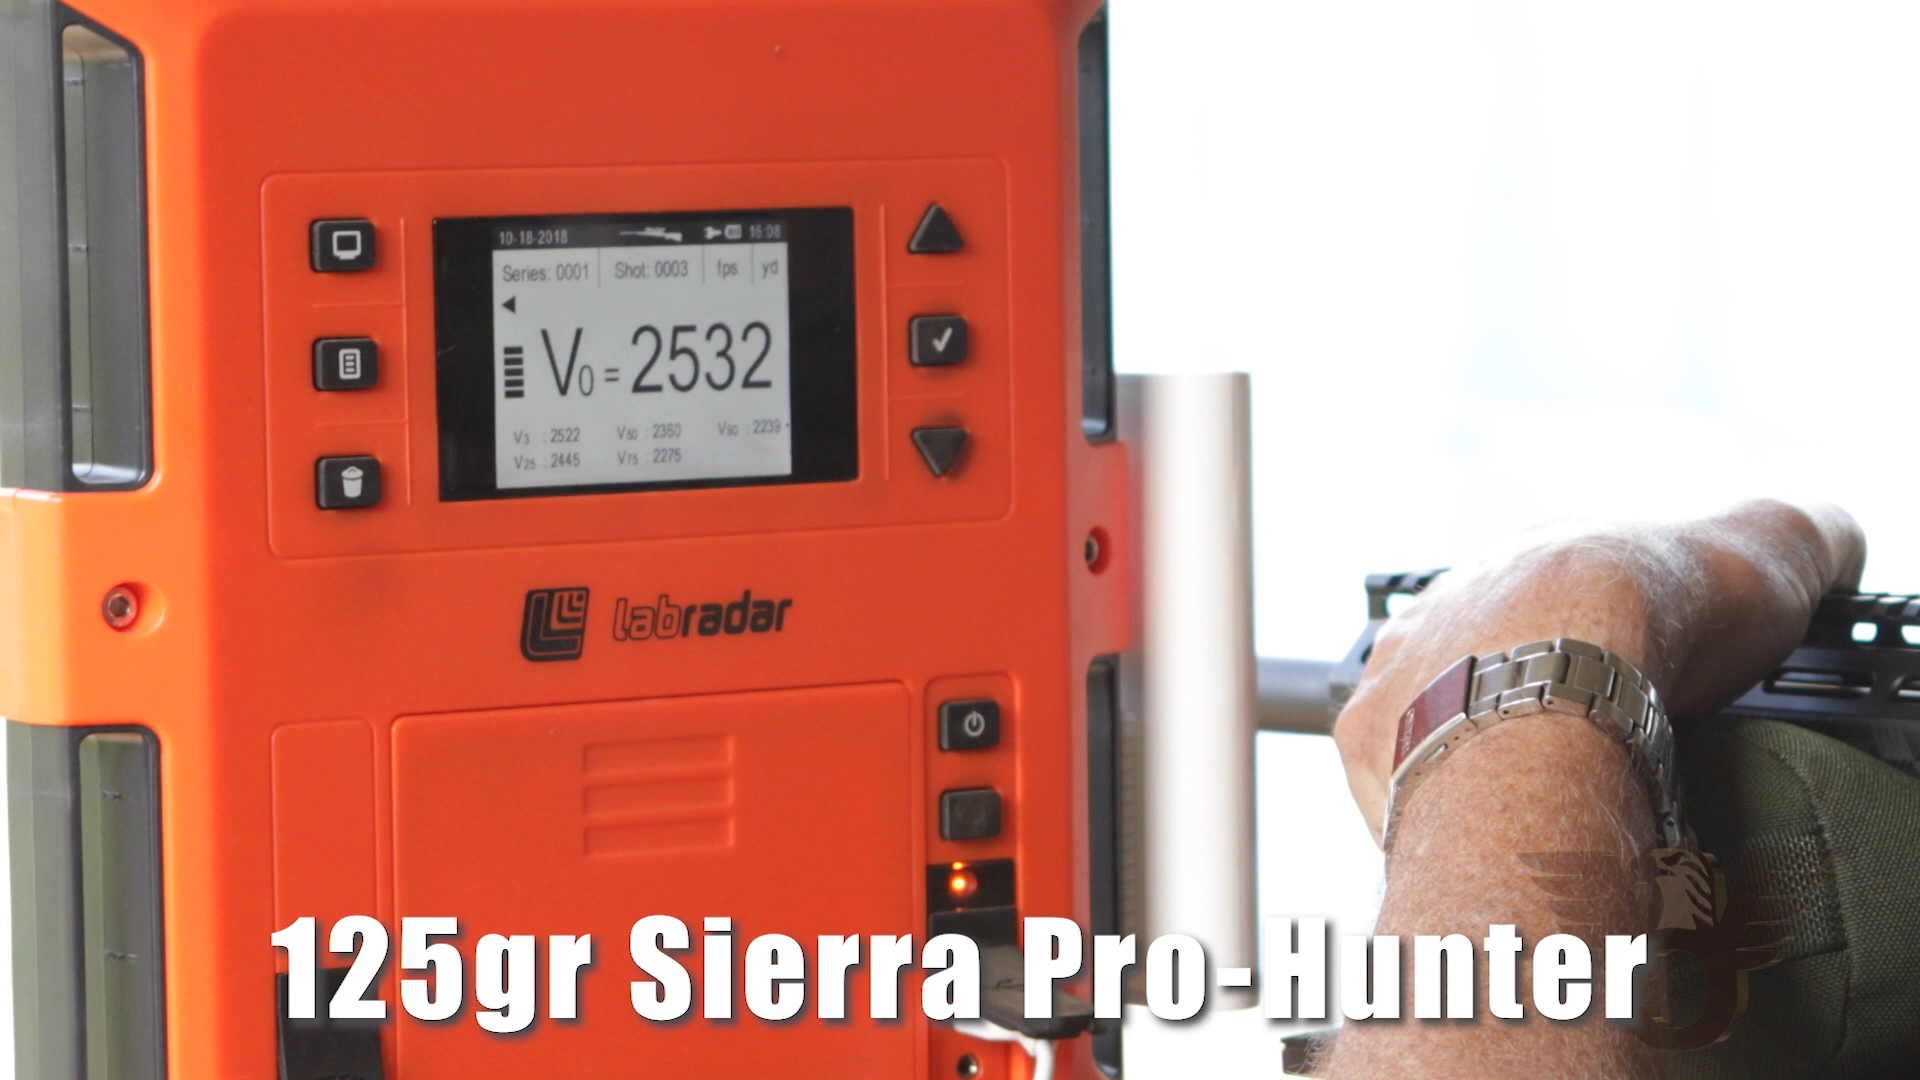 10-18-2018 16:08
Series: 0001 Shot: 0003 fps yd
V0 = 2532
V3 : 2522 V50 : 2360 V90 : 2239
V25 : 2445 V75 : 2275
labradar
125gr Sierra Pro-Hunter